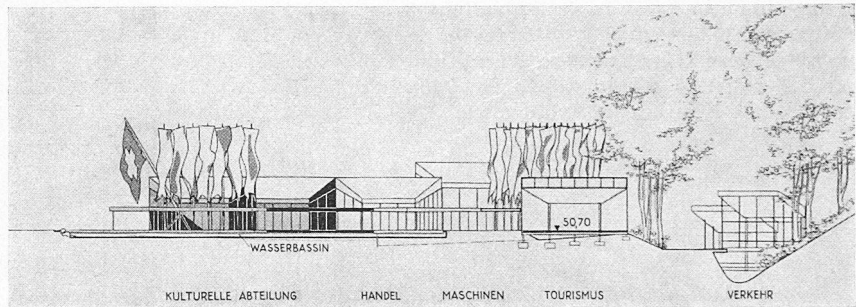 50,70
WASSERBASSIN
KULTURELLE ABTEILUNG HANDEL MASCHINEN TOURISMUS VERKEHR